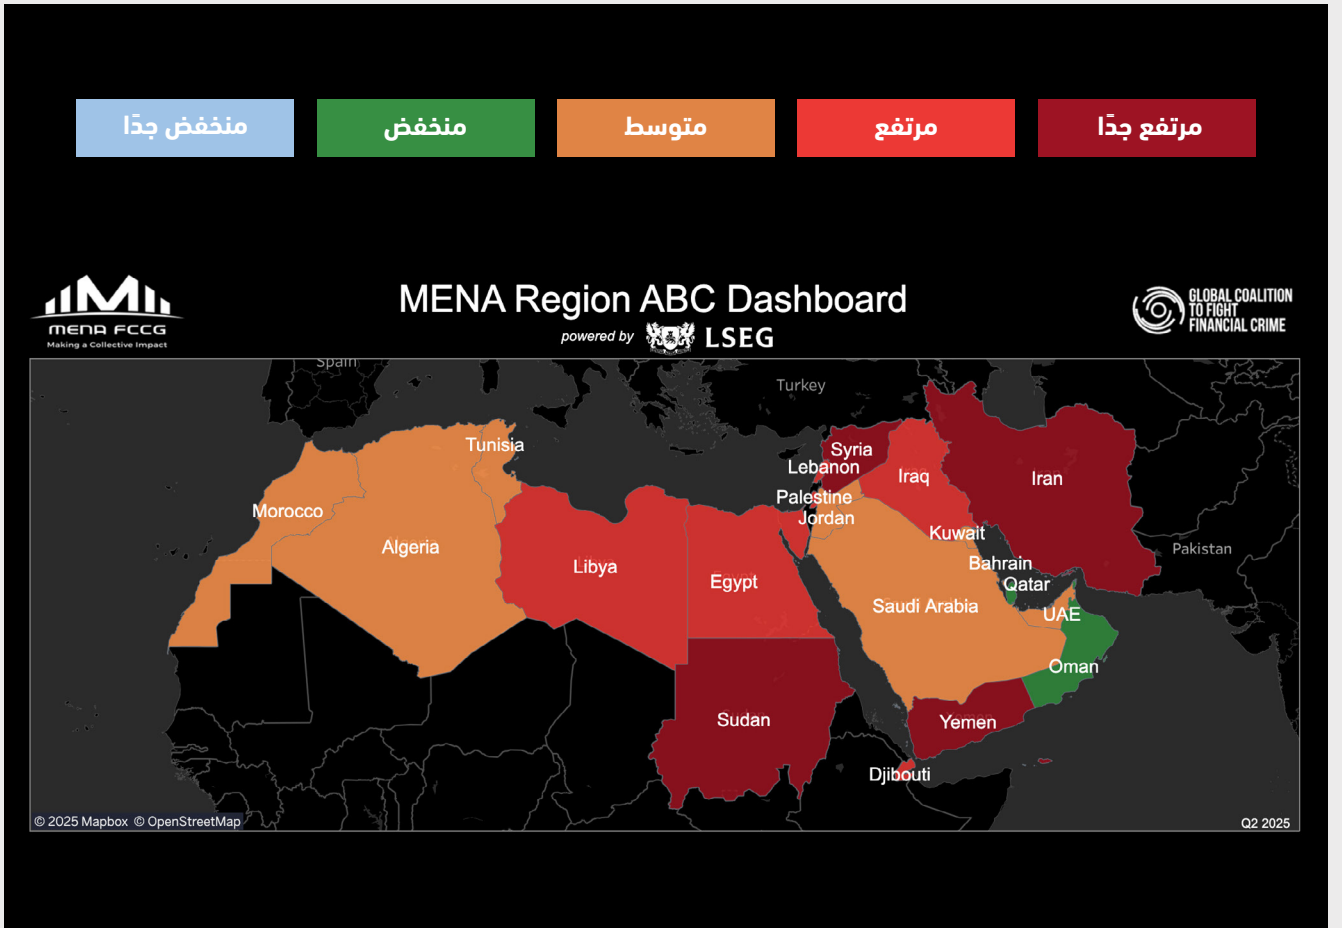 مرتفع جدًا
مرتفع
متوسط
منخفض
منخفض جدًا
MENA FCCG
Making a Collective Impact
MENA Region ABC Dashboard
powered by LSEG
GLOBAL COALITION
TO FIGHT
FINANCIAL CRIME
Spain
Turkey
Tunisia
Syria
Lebanon
Iraq
Iran
Palestine
Morocco
Jordan
Kuwait
Algeria
Pakistan
Libya
Bahrain
Egypt
Qatar
Saudi Arabia
UAE
Oman
Sudan
Yemen
Djibouti
© 2025 Mapbox © OpenStreetMap
Q2 2025